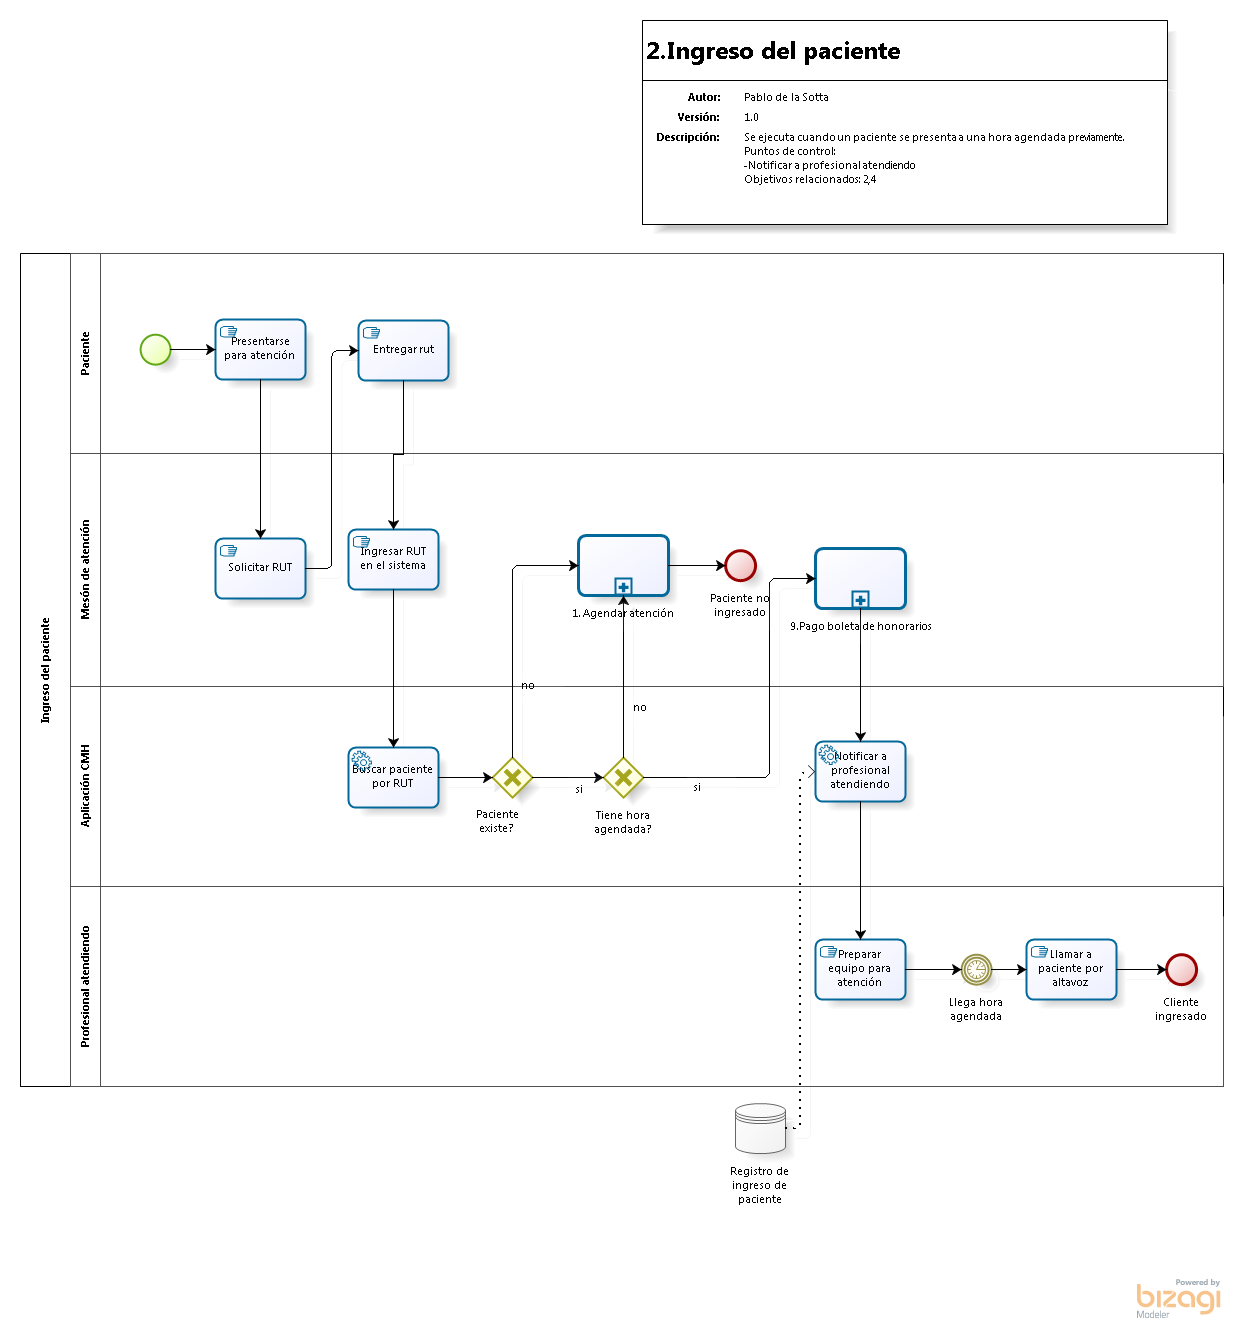 2.Ingreso del paciente
Autor: Pablo de la Sotta
Versión: 1.0
Descripción: Se ejecuta cuando un paciente se presenta a una hora agendada previamente.
Puntos de control:
-Notificar a profesional atendiendo
Objetivos relacionados: 2,4
Ingreso del paciente
Paciente
Presentarse
para atención
Entregar rut
Mesón de atención
Solicitar RUT
Ingresar RUT
en el sistema
1. Agendar atención
Paciente no
ingresado
9.Pago boleta de honorarios
no
no
Aplicación CMH
Buscar paciente
por RUT
Paciente
existe?
si
Tiene hora
agendada?
si
Notificar a
profesional
atendiendo
Profesional atendiendo
Preparar
equipo para
atención
Llega hora
agendada
Llamar a
paciente por
altavoz
Cliente
ingresado
Registro de
ingreso de
paciente
Powered by
bizagi
Modeler